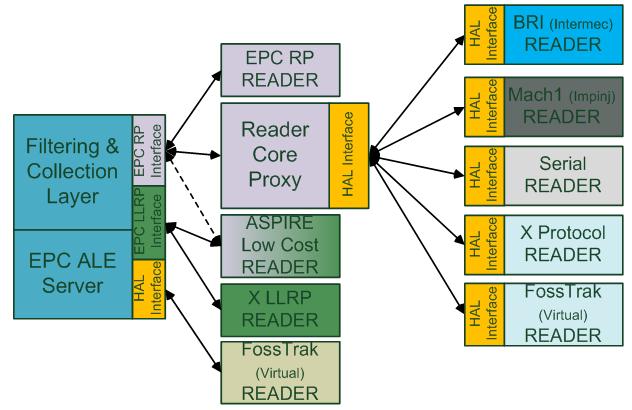 Filtering &
Collection
Layer
EPC ALE
Server
EPC RP
Interface
EPC LLRP
Interface
HAL
Interface
EPC RP
READER
Reader
Core
Proxy
HAL Interface
ASPIRE
Low Cost
READER
X LLRP
READER
FossTrak
(Virtual)
READER
HAL
Interface
BRI (Intermec)
READER
HAL
Interface
Mach1 (Impinj)
READER
HAL
Interface
Serial
READER
HAL
Interface
X Protocol
READER
HAL
Interface
FossTrak
(Virtual)
READER